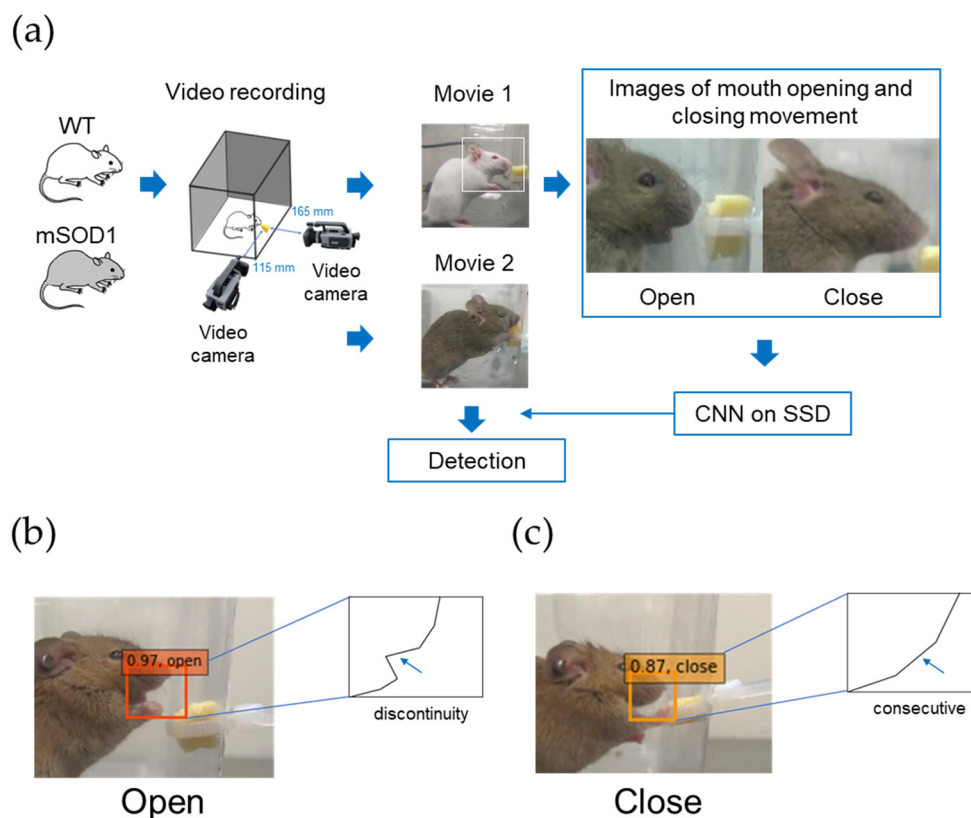 (a)
Video recording
Movie 1
Images of mouth opening and
closing movement
WT
mSOD1
165 mm
115 mm
Video
camera
Video
camera
Movie 2
Open
Close
CNN on SSD
Detection
(b)
(c)
0.97, open
discontinuity
Open
0.87, close
consecutive
Close